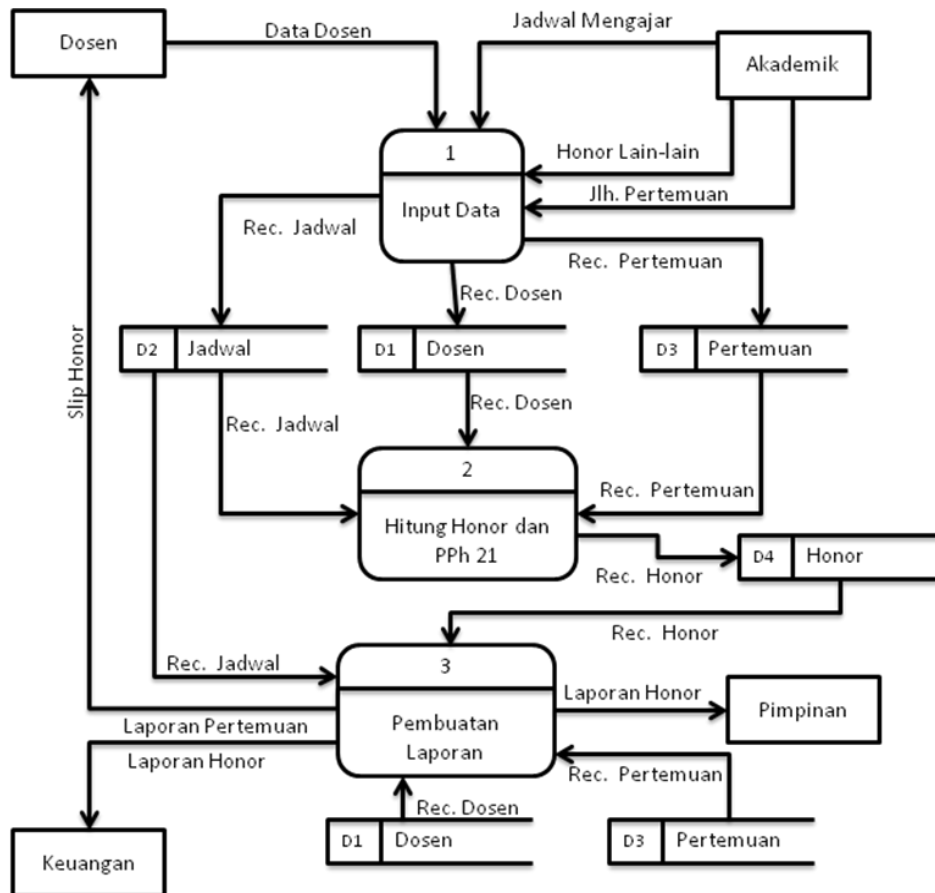 Dosen
Data Dosen
Jadwal Mengajar
Akademik
1
Input Data
Honor Lain-lain
Jlh. Pertemuan
Rec. Jadwal
Rec. Dosen
Rec. Pertemuan
Slip Honor
D2 Jadwal
D1 Dosen
D3 Pertemuan
Rec. Jadwal
Rec. Dosen
Rec. Pertemuan
2
Hitung Honor dan
PPh 21
Rec. Honor
D4 Honor
Rec. Honor
Rec. Jadwal
3
Pembuatan
Laporan
Laporan Honor
Pimpinan
Laporan Pertemuan
Laporan Honor
Rec. Pertemuan
Rec. Dosen
Keuangan
D1 Dosen
D3 Pertemuan